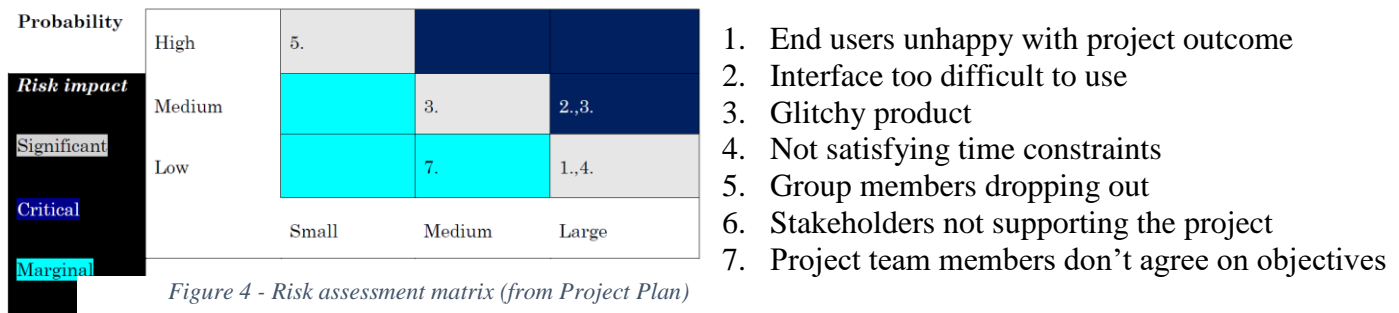 Probability
High
5.
Risk impact
Medium
3.
2.,3.
Significant
Low
7.
1.,4.
Critical
Small
Medium
Large
Marginal
Figure 4 - Risk assessment matrix (from Project Plan)
1. End users unhappy with project outcome
2. Interface too difficult to use
3. Glitchy product
4. Not satisfying time constraints
5. Group members dropping out
6. Stakeholders not supporting the project
7. Project team members don’t agree on objectives